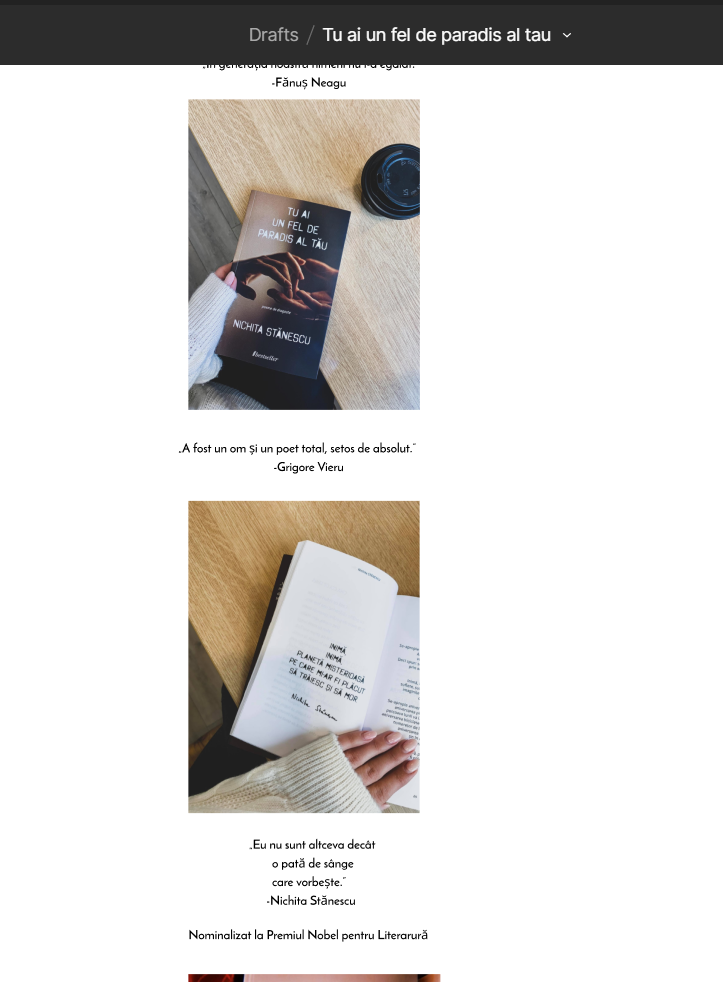 Drafts / Tu ai un fel de paradis al tau
„În generația noastră nimeni nu l-a egalat.”
-Fănuș Neagu
TU AI
UN FEL DE
PARADIS AL TĂU
poezii de dragoste
NICHITA STĂNESCU
#bestseller
„A fost un om și un poet total, setos de absolut.”
-Grigore Vieru
INIMĂ
INIMĂ
PLANETĂ MISTERIOASĂ
PE CARE MI-AR FI PLĂCUT
SĂ TRĂIESC ȘI SĂ MOR
Nichita Stănescu
„Eu nu sunt altceva decât
o pată de sânge
care vorbește.”
-Nichita Stănescu
Nominalizat la Premiul Nobel pentru Literarură